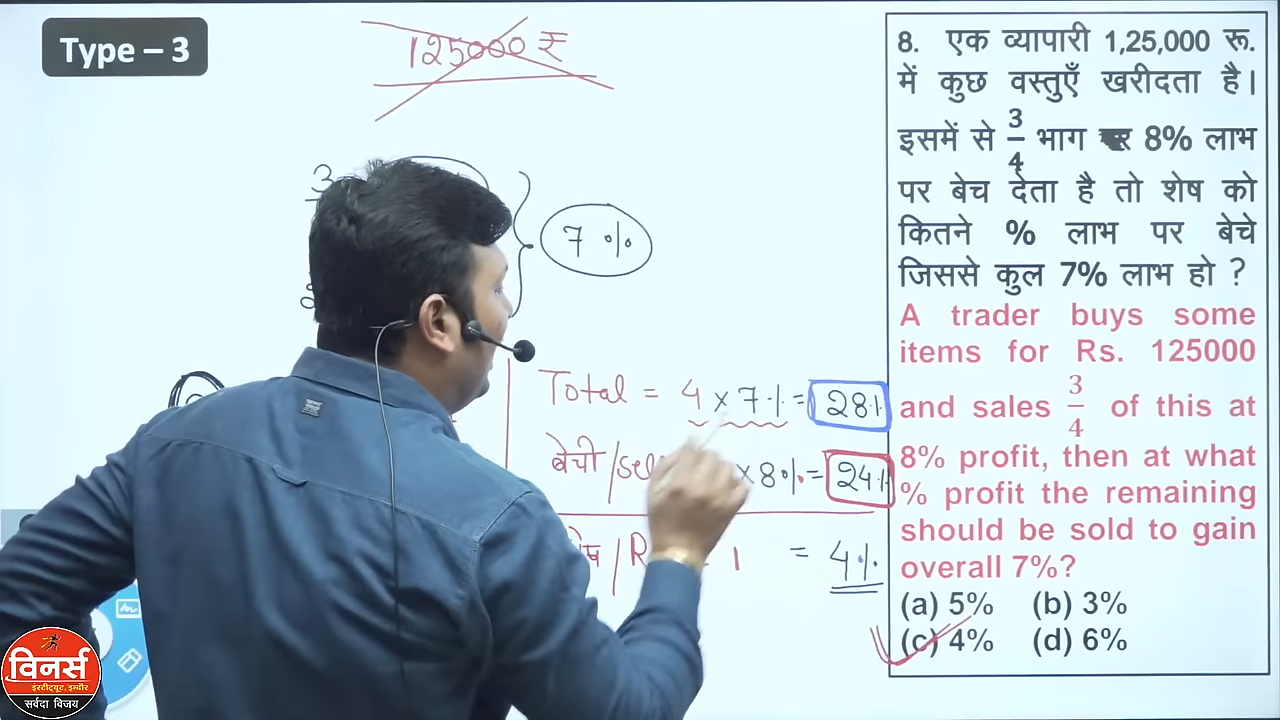 Type – 3
125000 ₹
3
7 %
Total = 4 x 7% = 28%
बेची/sel x 8% = 24%
/R 1 = 4%
8. एक व्यापारी 1,25,000 रू.
में कुछ वस्तुएँ खरीदता है।
इसमें से 3/4 भाग 8% लाभ
पर बेच देता है तो शेष को
कितने % लाभ पर बेचे
जिससे कुल 7% लाभ हो ?
A trader buys some
items for Rs. 125000
and sales 3/4 of this at
8% profit, then at what
% profit the remaining
should be sold to gain
overall 7%?
(a) 5% (b) 3%
(c) 4% (d) 6%
विनर्स
इंस्टीट्यूट, इन्दौर
सर्वदा विजय